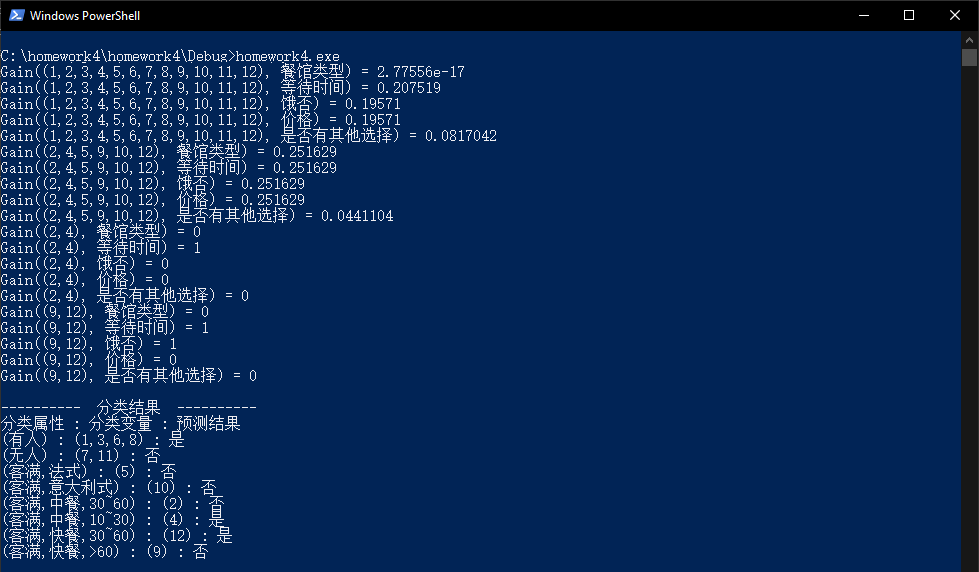 Windows PowerShell
C:\homework4\homework4\Debug>homework4.exe
Gain((1,2,3,4,5,6,7,8,9,10,11,12), 餐馆类型) = 2.77556e-17
Gain((1,2,3,4,5,6,7,8,9,10,11,12), 等待时间) = 0.207519
Gain((1,2,3,4,5,6,7,8,9,10,11,12), 饿否) = 0.19571
Gain((1,2,3,4,5,6,7,8,9,10,11,12), 价格) = 0.19571
Gain((1,2,3,4,5,6,7,8,9,10,11,12), 是否有其他选择) = 0.0817042
Gain((2,4,5,9,10,12), 餐馆类型) = 0.251629
Gain((2,4,5,9,10,12), 等待时间) = 0.251629
Gain((2,4,5,9,10,12), 饿否) = 0.251629
Gain((2,4,5,9,10,12), 价格) = 0.251629
Gain((2,4,5,9,10,12), 是否有其他选择) = 0.0441104
Gain((2,4), 餐馆类型) = 0
Gain((2,4), 等待时间) = 1
Gain((2,4), 饿否) = 0
Gain((2,4), 价格) = 0
Gain((2,4), 是否有其他选择) = 0
Gain((9,12), 餐馆类型) = 0
Gain((9,12), 等待时间) = 1
Gain((9,12), 饿否) = 1
Gain((9,12), 价格) = 0
Gain((9,12), 是否有其他选择) = 0
---------- 分类结果 ----------
分类属性 : 分类变量 : 预测结果
(有人) : (1,3,6,8) : 是
(无人) : (7,11) : 否
(客满,法式) : (5) : 否
(客满,意大利式) : (10) : 否
(客满,中餐,30~60) : (2) : 否
(客满,中餐,10~30) : (4) : 是
(客满,快餐,30~60) : (12) : 是
(客满,快餐,>60) : (9) : 否